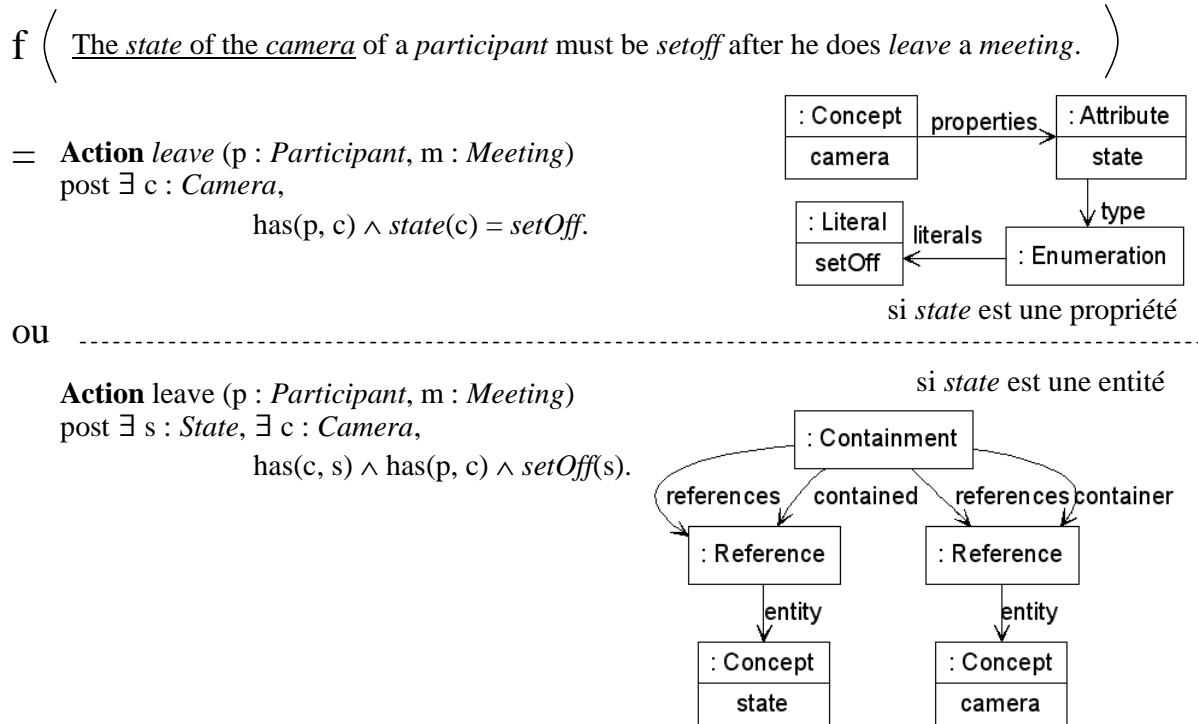 f ( The state of the camera of a participant must be setoff after he does leave a meeting. )
= Action leave (p : Participant, m : Meeting)
post ∃ c : Camera,
has(p, c) ∧ state(c) = setOff.
: Concept
camera
properties
: Attribute
state
type
: Literal
setOff
literals
: Enumeration
si state est une propriété
ou
Action leave (p : Participant, m : Meeting)
post ∃ s : State, ∃ c : Camera,
has(c, s) ∧ has(p, c) ∧ setOff(s).
si state est une entité
: Containment
references contained references container
: Reference : Reference
entity entity
: Concept : Concept
state camera